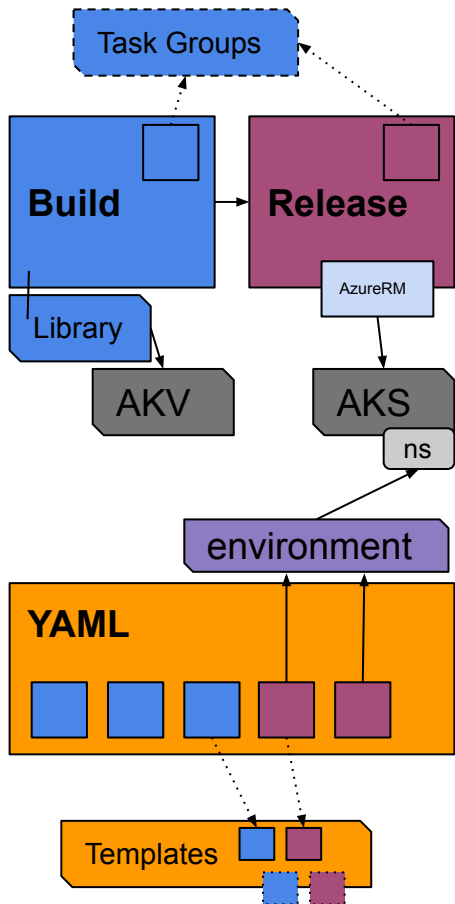 Task Groups
Build
Release
AzureRM
Library
AKV
AKS
ns
environment
YAML
Templates